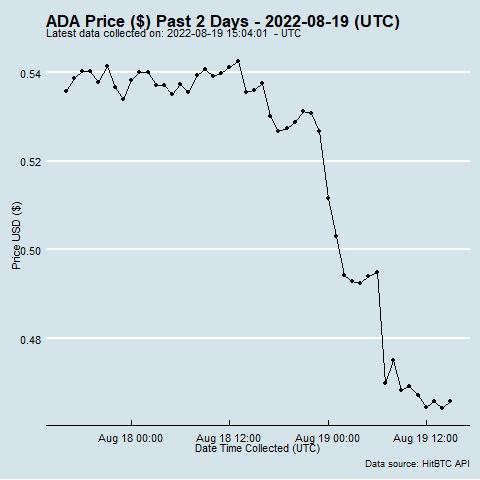 ADA Price ($) Past 2 Days - 2022-08-19 (UTC)
Latest data collected on: 2022-08-19 15:04:01  - UTC
Price USD ($)
0.54
0.52
0.50
0.48
Aug 18 00:00 Aug 18 12:00 Aug 19 00:00 Aug 19 12:00
Date Time Collected (UTC)
Data source: HitBTC API